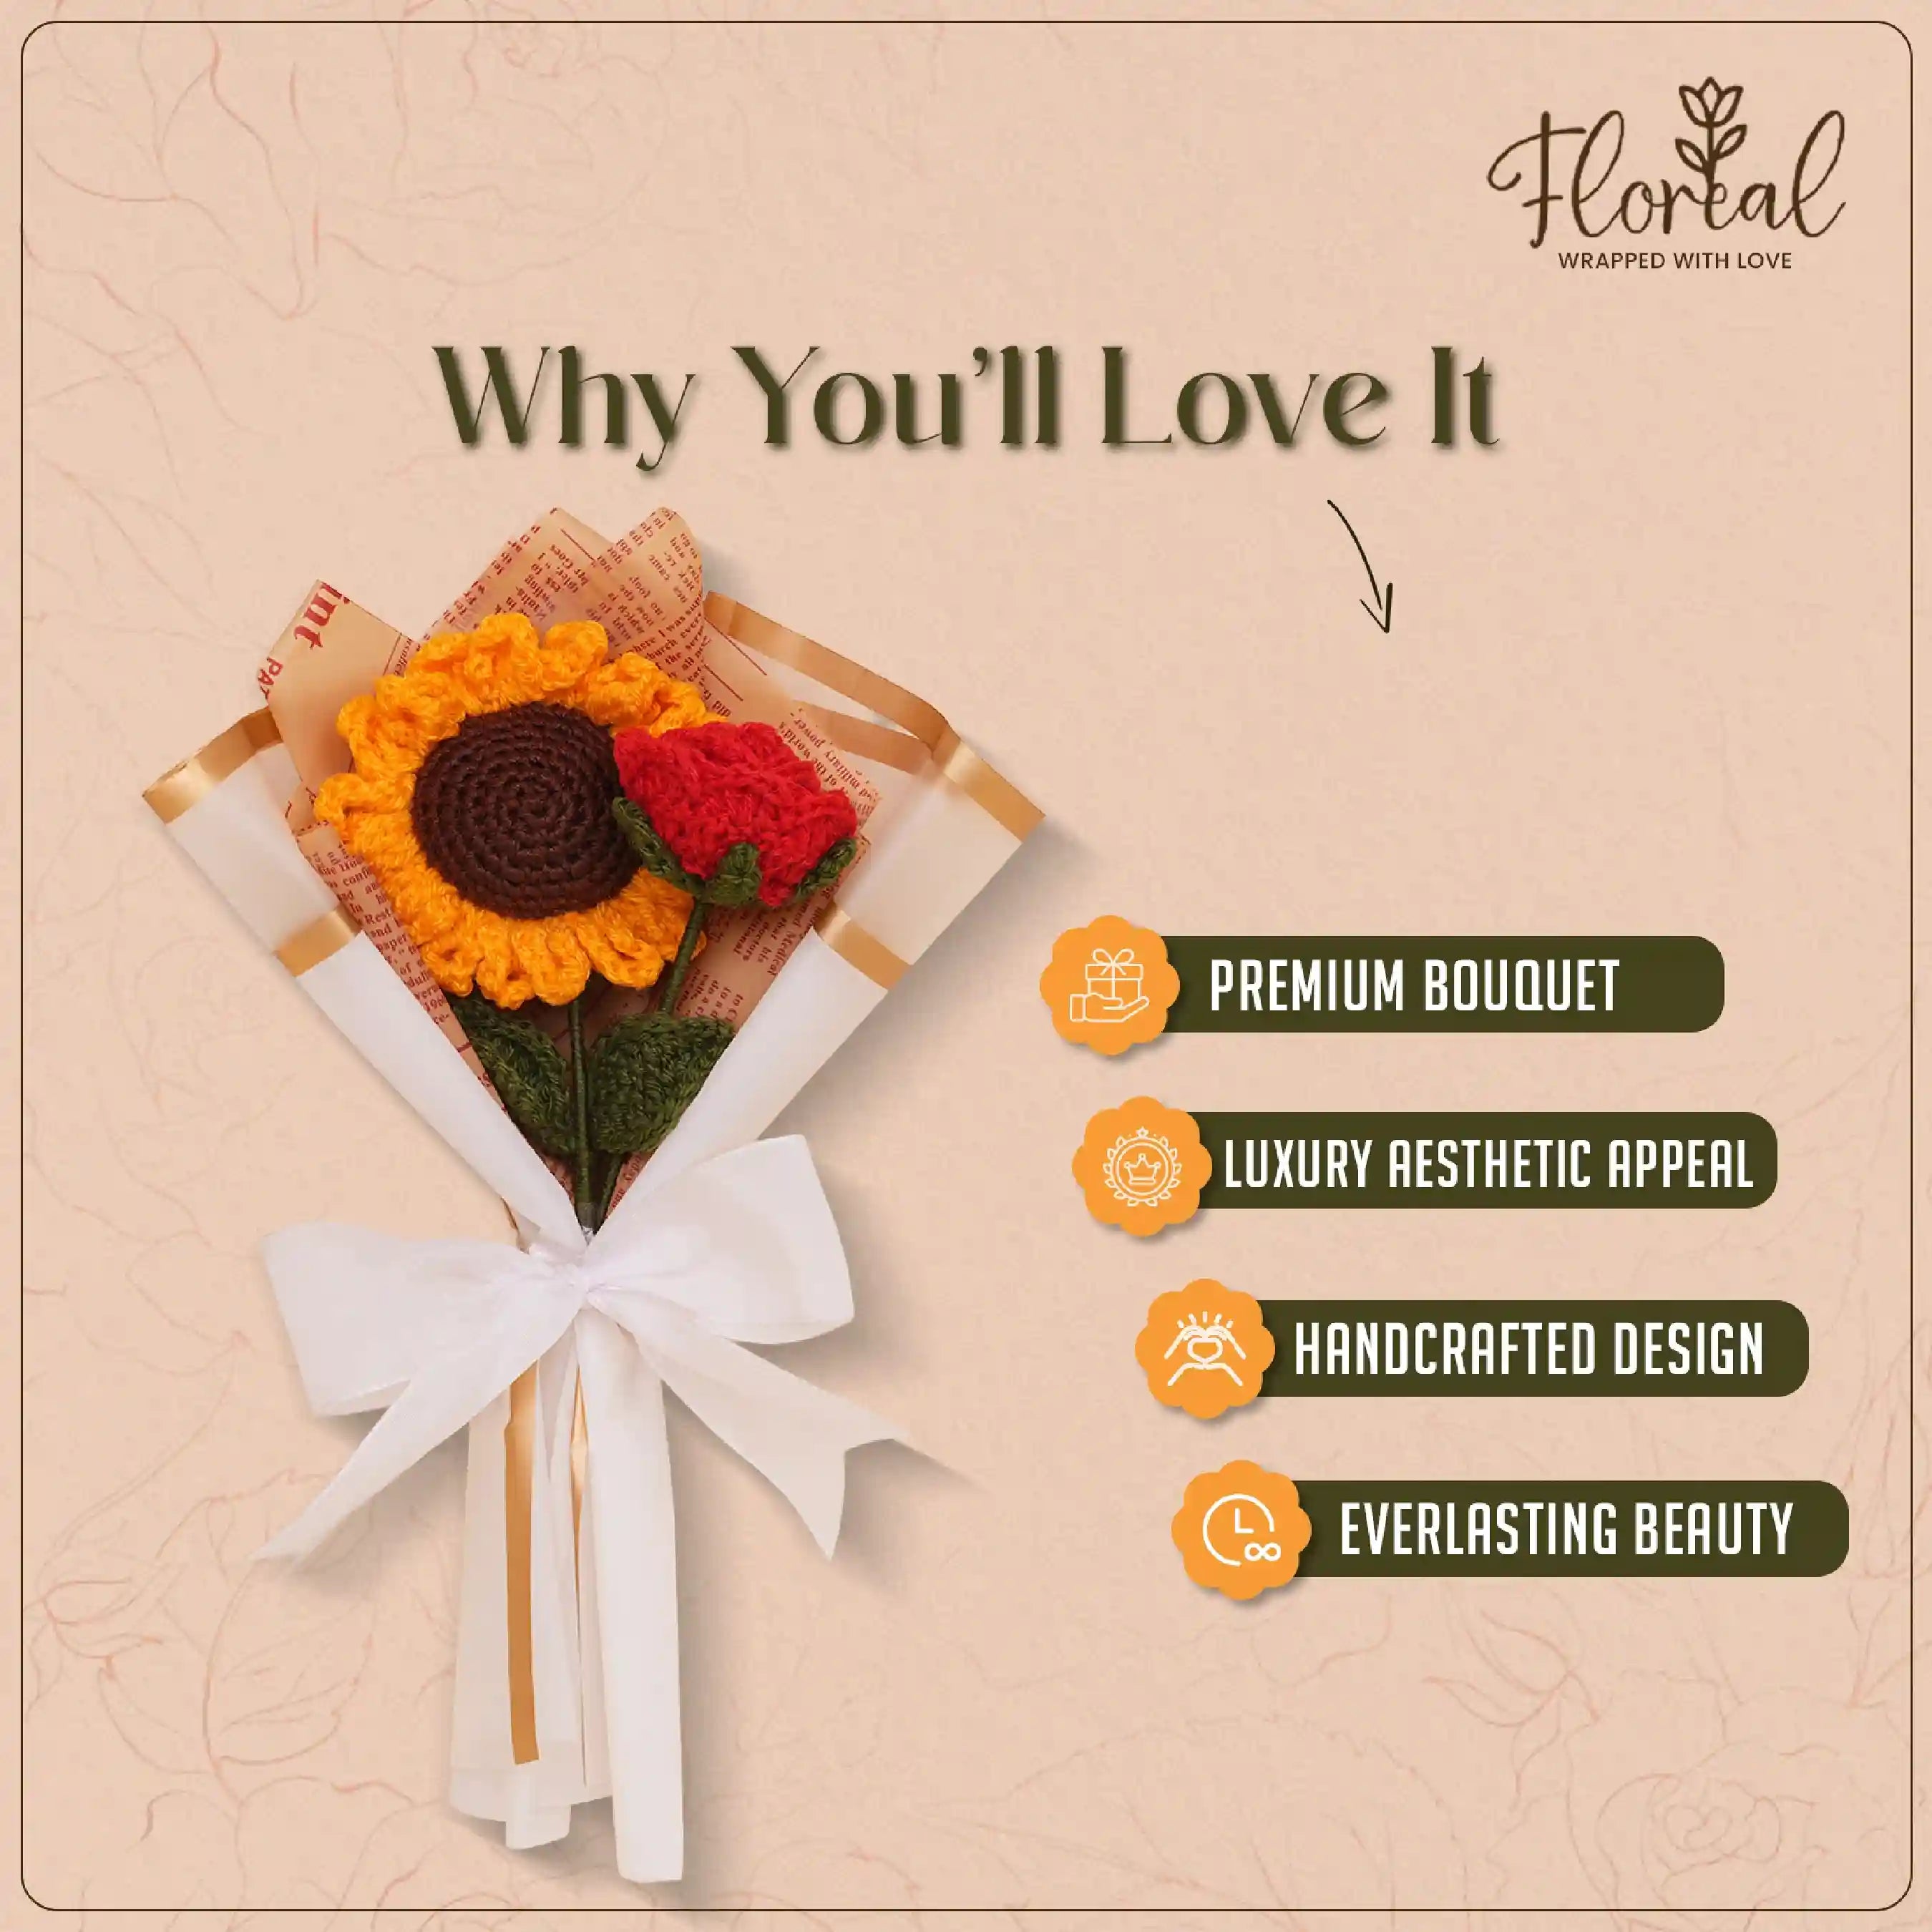 Floreal
WRAPPED WITH LOVE
Why You'll Love It
PREMIUM BOUQUET
LUXURY AESTHETIC APPEAL
HANDCRAFTED DESIGN
EVERLASTING BEAUTY